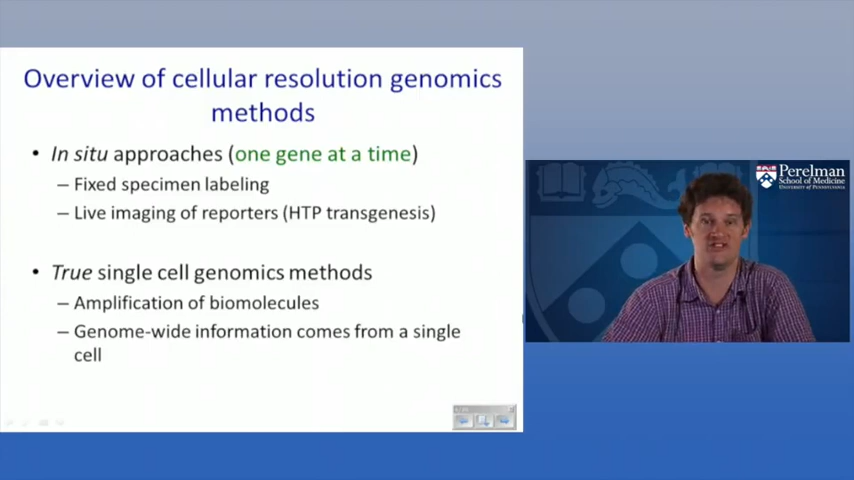 Overview of cellular resolution genomics
methods
• In situ approaches (one gene at a time)
– Fixed specimen labeling
– Live imaging of reporters (HTP transgenesis)
• True single cell genomics methods
– Amplification of biomolecules
– Genome-wide information comes from a single
cell
Perelman
School of Medicine
University of Pennsylvania